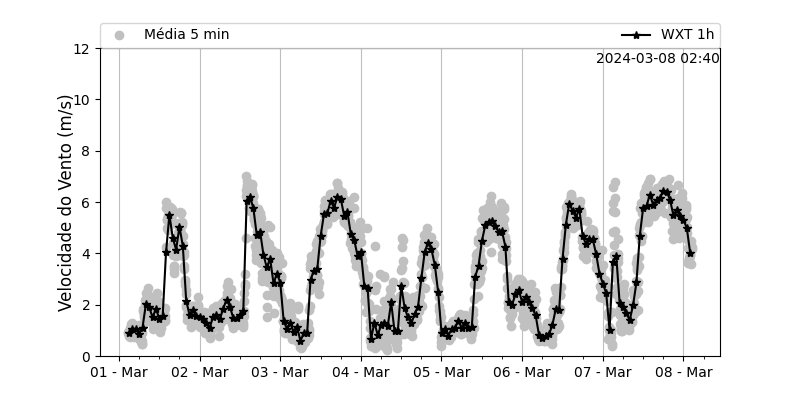 Média 5 min
WXT 1h
2024-03-08 02:40
Velocidade do Vento (m/s)
12
10
8
6
4
2
0
01 - Mar 02 - Mar 03 - Mar 04 - Mar 05 - Mar 06 - Mar 07 - Mar 08 - Mar